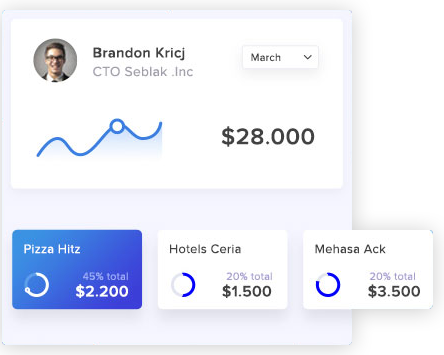 Brandon Kricj
CTO Seblak .Inc
March
$28.000
Pizza Hitz
45% total
$2.200
Hotels Ceria
20% total
$1.500
Mehasa Ack
20% total
$3.500